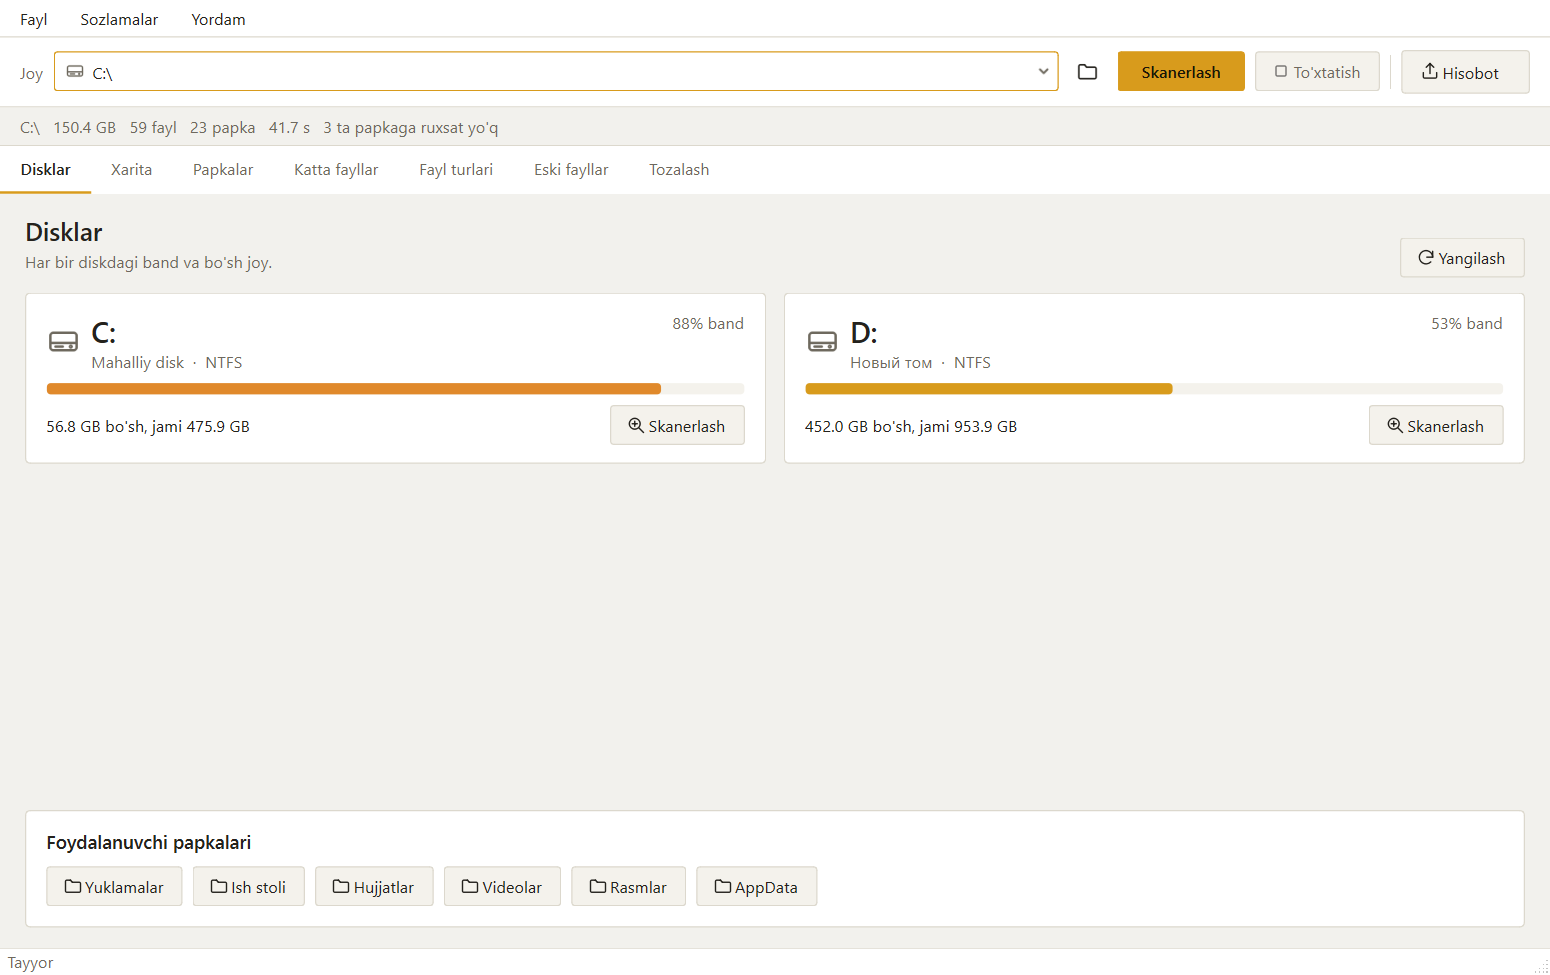 Fayl Sozlamalar Yordam
Joy C:\ Skanerlash To'xtatish Hisobot
C:\ 150.4 GB 59 fayl 23 papka 41.7 s 3 ta papkaga ruxsat yo'q
Disklar Xarita Papkalar Katta fayllar Fayl turlari Eski fayllar Tozalash
Disklar
Har bir diskdagi band va bo'sh joy.
Yangilash
C: 88% band
Mahalliy disk · NTFS
56.8 GB bo'sh, jami 475.9 GB Skanerlash
D: 53% band
Новый том · NTFS
452.0 GB bo'sh, jami 953.9 GB Skanerlash
Foydalanuvchi papkalari
Yuklamalar Ish stoli Hujjatlar Videolar Rasmlar AppData
Tayyor